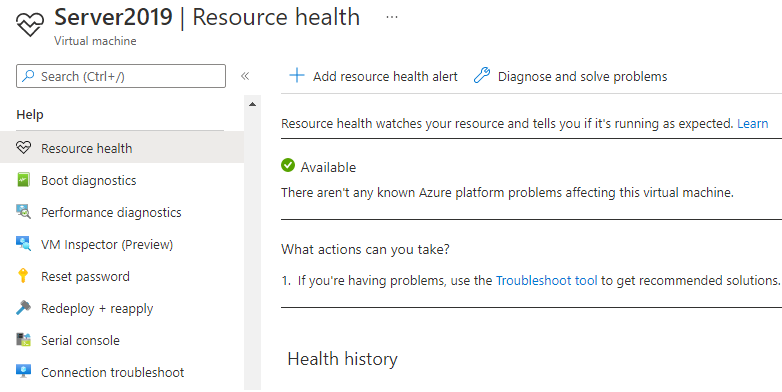 Server2019 | Resource health ...
Virtual machine
Search (Ctrl+/)
«
Add resource health alert
Diagnose and solve problems
Help
Resource health
Boot diagnostics
Performance diagnostics
VM Inspector (Preview)
Reset password
Redeploy + reapply
Serial console
Connection troubleshoot
Resource health watches your resource and tells you if it's running as expected. Learn
Available
There aren't any known Azure platform problems affecting this virtual machine.
What actions can you take?
1. If you're having problems, use the Troubleshoot tool to get recommended solutions.
Health history